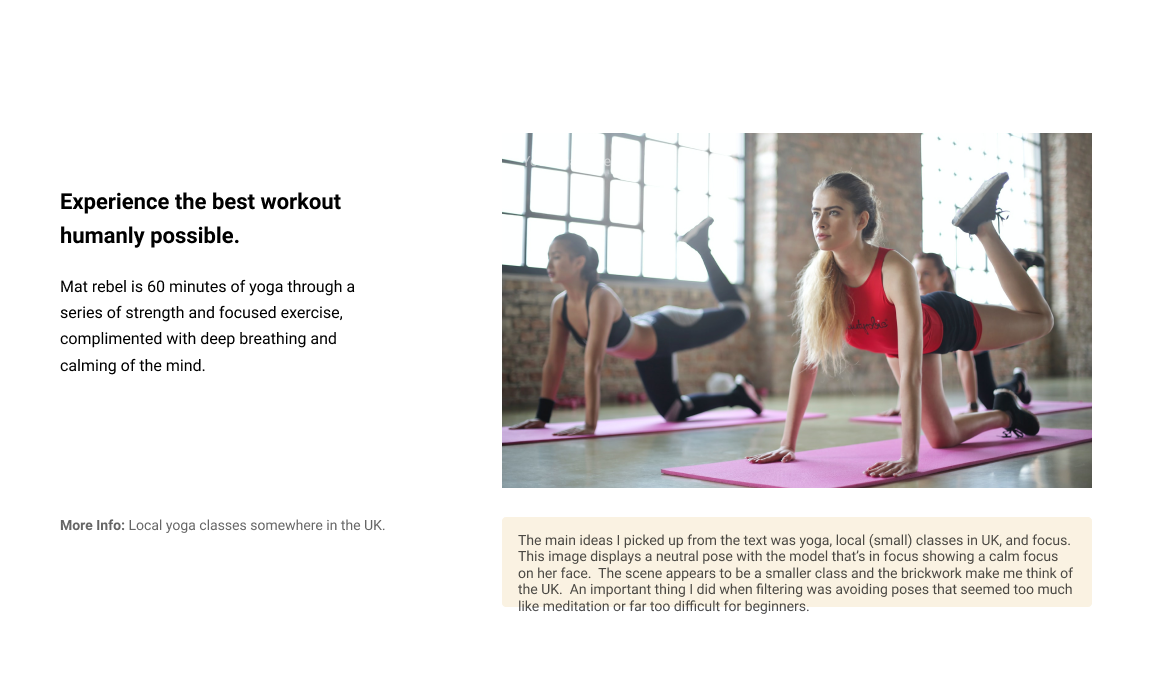 Experience the best workout
humanly possible.
Mat rebel is 60 minutes of yoga through a
series of strength and focused exercise,
complimented with deep breathing and
calming of the mind.
More Info: Local yoga classes somewhere in the UK.
The main ideas I picked up from the text was yoga, local (small) classes in UK, and focus.
This image displays a neutral pose with the model that’s in focus showing a calm focus
on her face.  The scene appears to be a smaller class and the brickwork make me think of
the UK.  An important thing I did when filtering was avoiding poses that seemed too much
like meditation or far too difficult for beginners.